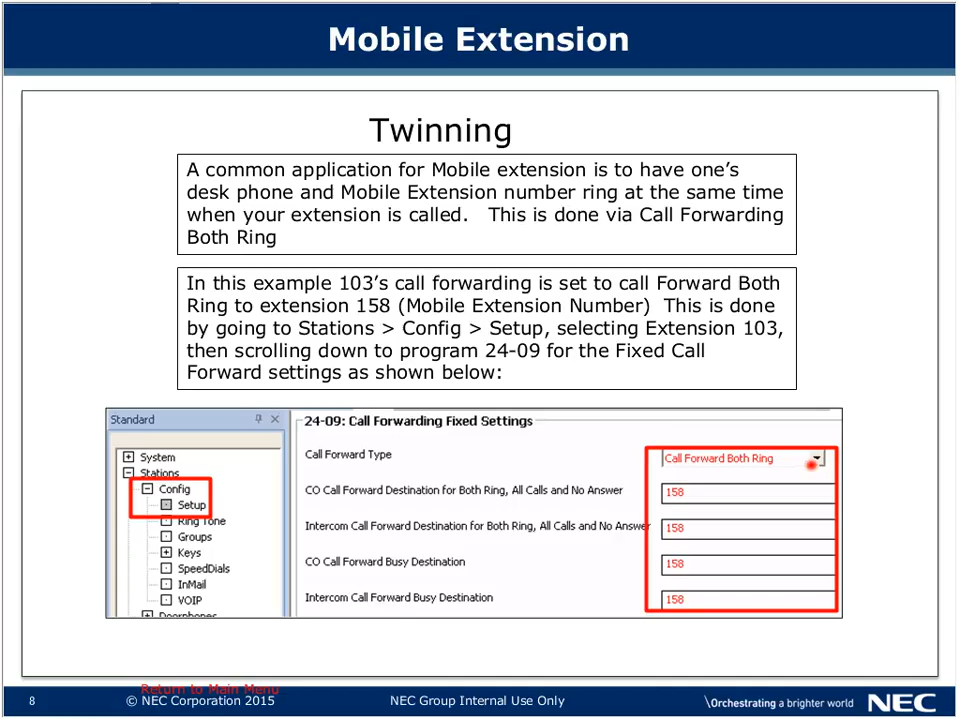 Mobile Extension
Twinning
A common application for Mobile extension is to have one's
desk phone and Mobile Extension number ring at the same time
when your extension is called.   This is done via Call Forwarding
Both Ring
In this example 103's call forwarding is set to call Forward Both
Ring to extension 158 (Mobile Extension Number)  This is done
by going to Stations > Config > Setup, selecting Extension 103,
then scrolling down to program 24-09 for the Fixed Call
Forward settings as shown below:
Standard
System
Stations
Config
Setup
Ring Tone
Groups
Keys
SpeedDials
InMail
VOIP
Doorphones
24-09: Call Forwarding Fixed Settings
Call Forward Type
Call Forward Both Ring
CO Call Forward Destination for Both Ring, All Calls and No Answer
158
Intercom Call Forward Destination for Both Ring, All Calls and No Answer
158
CO Call Forward Busy Destination
158
Intercom Call Forward Busy Destination
158
Return to Main Menu
8
© NEC Corporation 2015
NEC Group Internal Use Only
\Orchestrating a brighter world
NEC